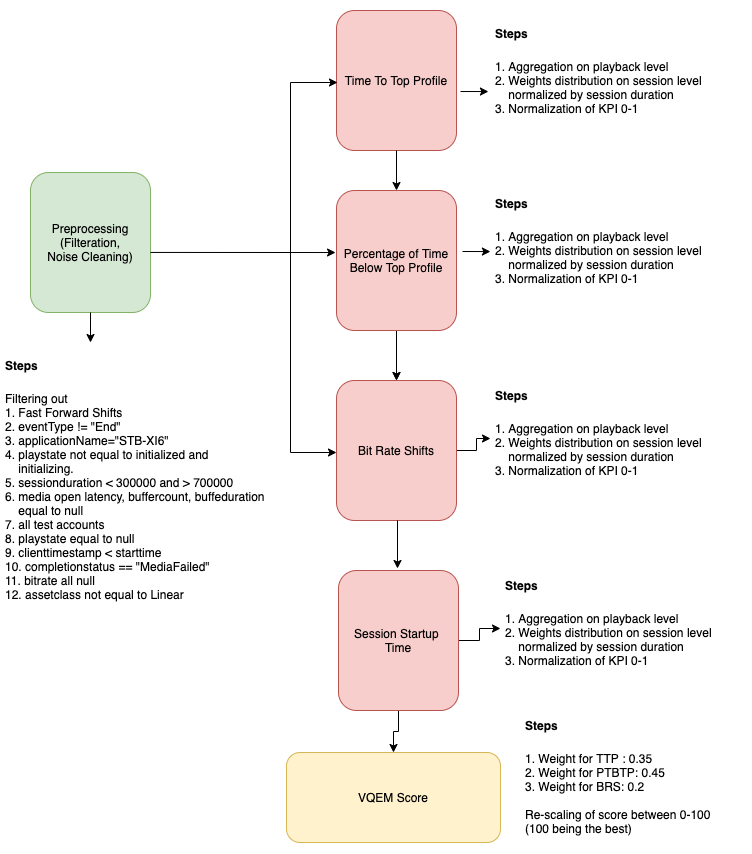 Steps
1. Aggregation on playback level
2. Weights distribution on session level
normalized by session duration
3. Normalization of KPI 0-1
Time To Top Profile
Preprocessing
(Filteration,
Noise Cleaning)
Steps
1. Aggregation on playback level
2. Weights distribution on session level
normalized by session duration
3. Normalization of KPI 0-1
Percentage of Time
Below Top Profile
Steps
Filtering out
1. Fast Forward Shifts
2. eventType != "End"
3. applicationName="STB-XI6"
4. playstate not equal to initialized and
initializing.
5. sessionduration < 300000 and > 700000
6. media open latency, buffercount, buffeduration
equal to null
7. all test accounts
8. playstate equal to null
9. clienttimestamp < starttime
10. completionstatus == "MediaFailed"
11. bitrate all null
12. assetclass not equal to Linear
Bit Rate Shifts
Steps
1. Aggregation on playback level
2. Weights distribution on session level
normalized by session duration
3. Normalization of KPI 0-1
Session Startup
Time
Steps
1. Aggregation on playback level
2. Weights distribution on session level
normalized by session duration
3. Normalization of KPI 0-1
VQEM Score
Steps
1. Weight for TTP : 0.35
2. Weight for PTBTP: 0.45
3. Weight for BRS: 0.2
Re-scaling of score between 0-100
(100 being the best)